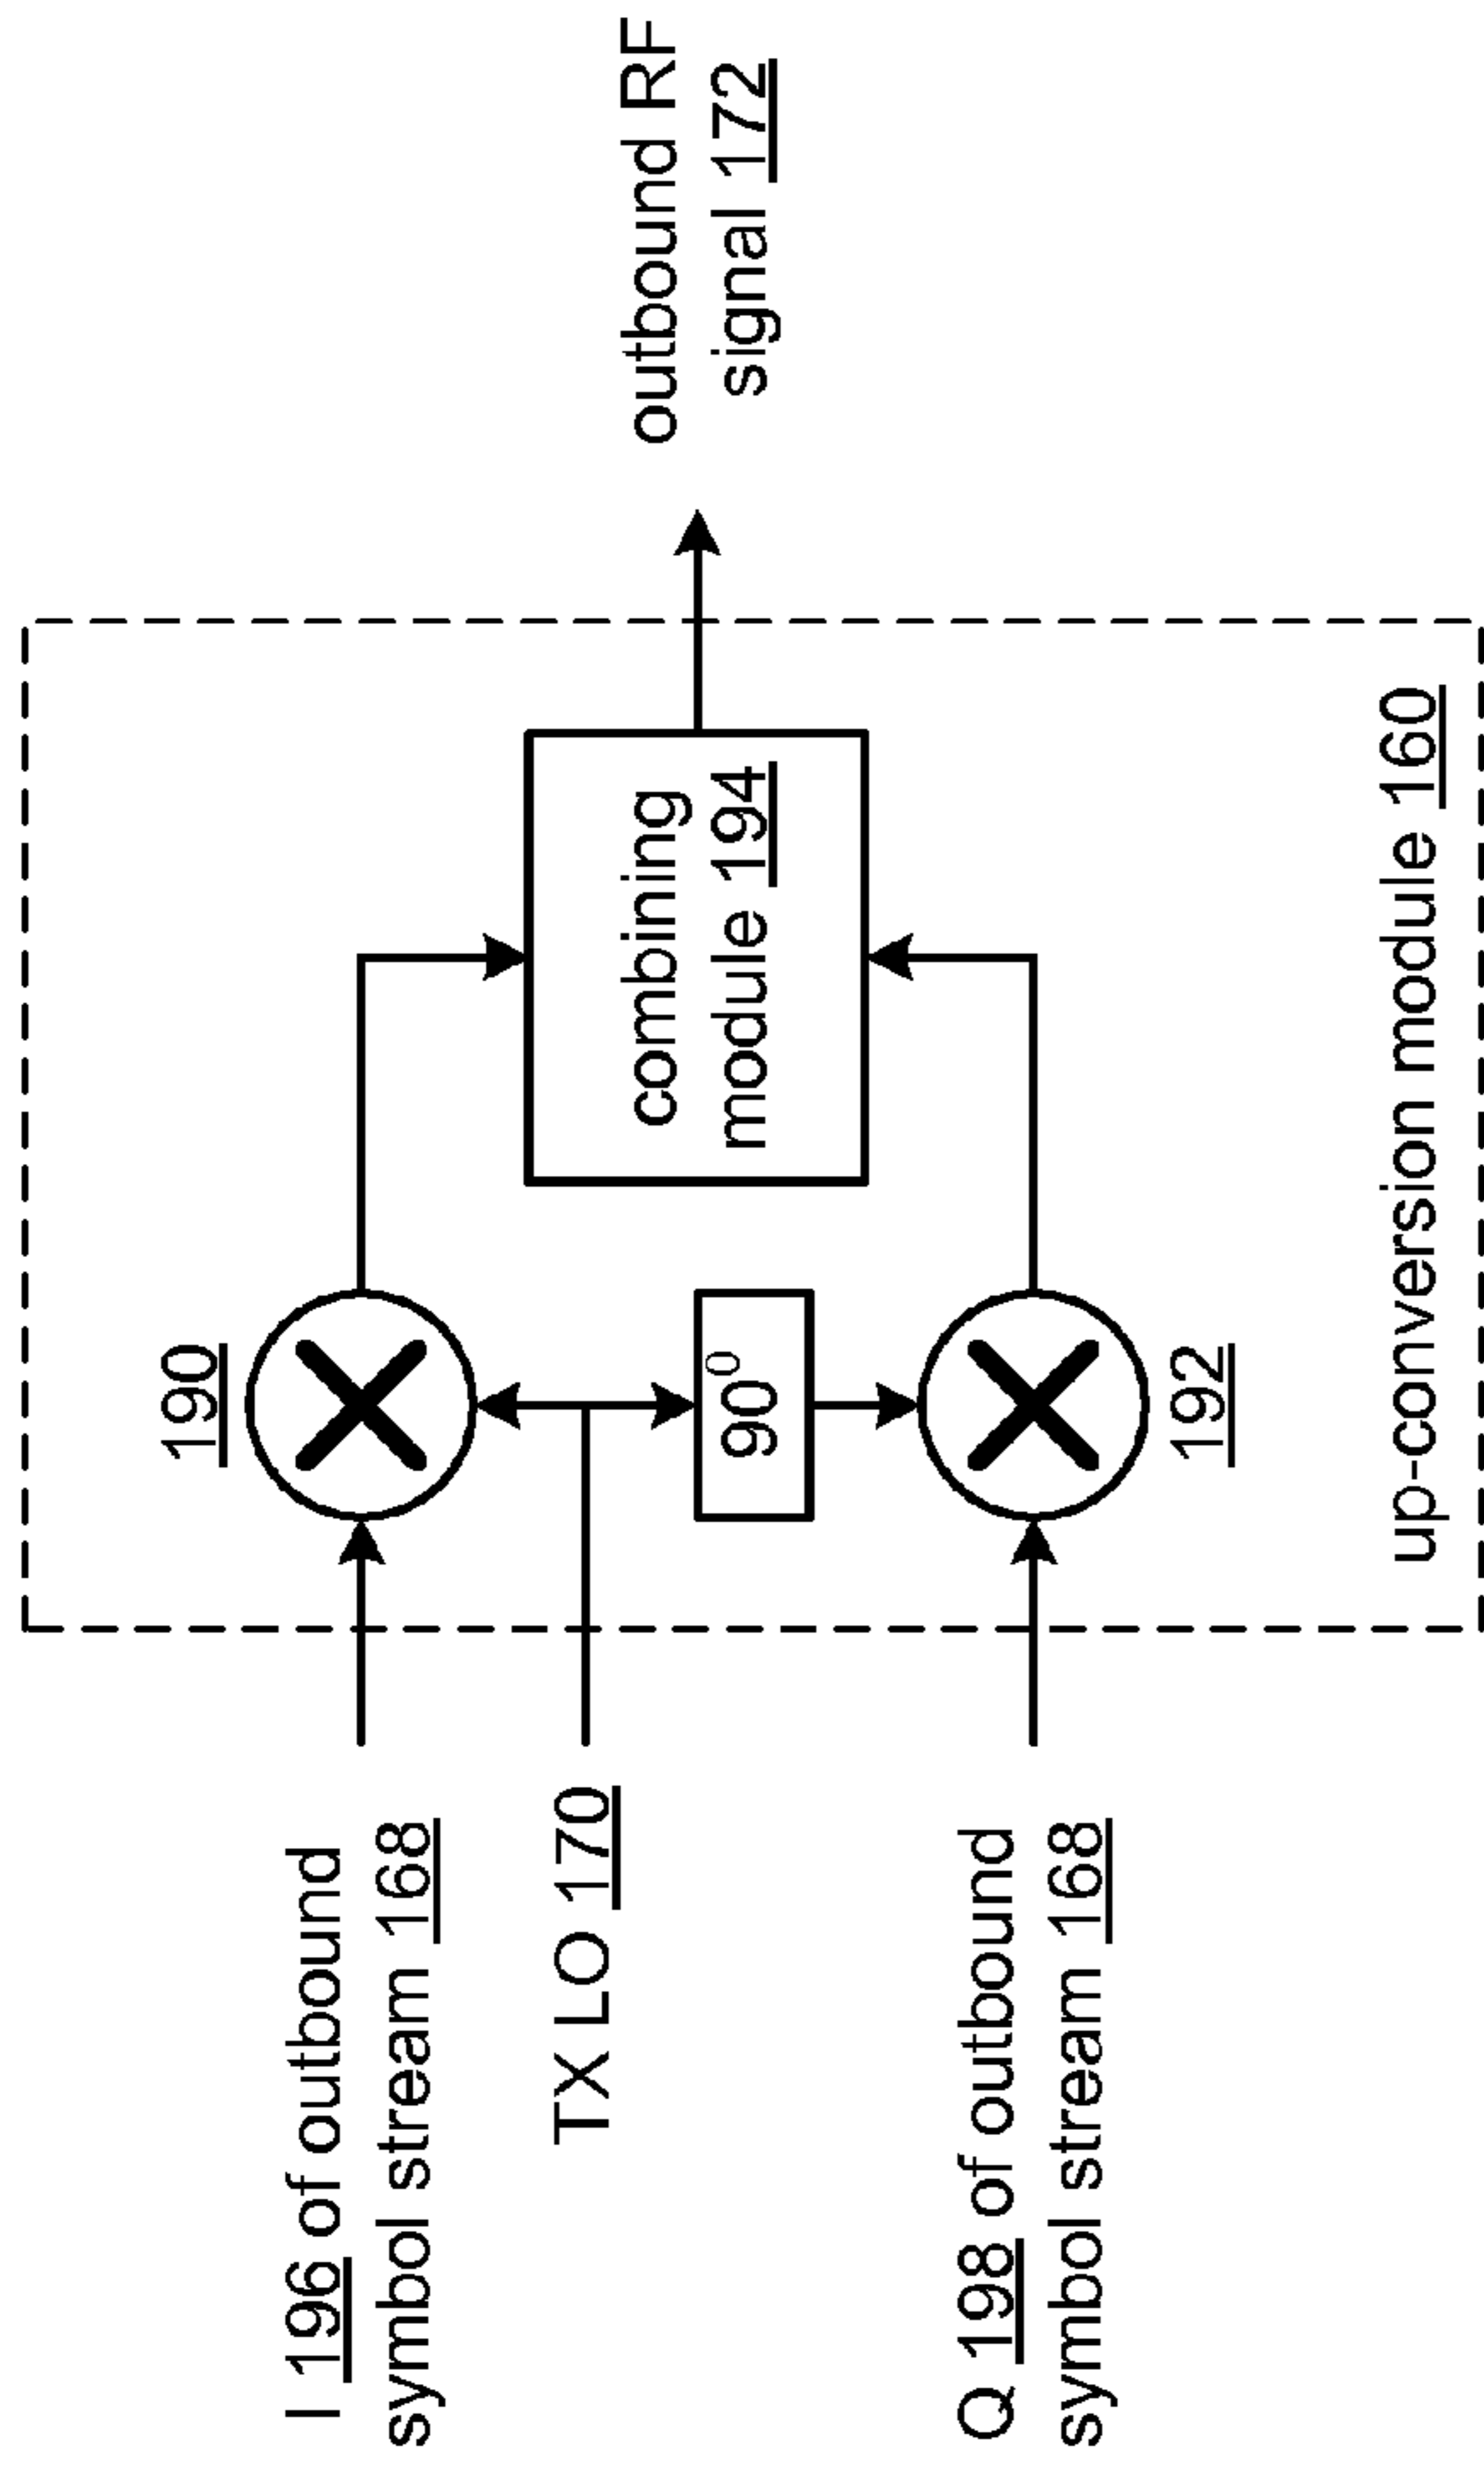 I 196 of outbound
symbol stream 168
TX LO 170
Q 198 of outbound
symbol stream 168
190
90⁰
192
combining
module 194
up-conversion module 160
outbound RF
signal 172